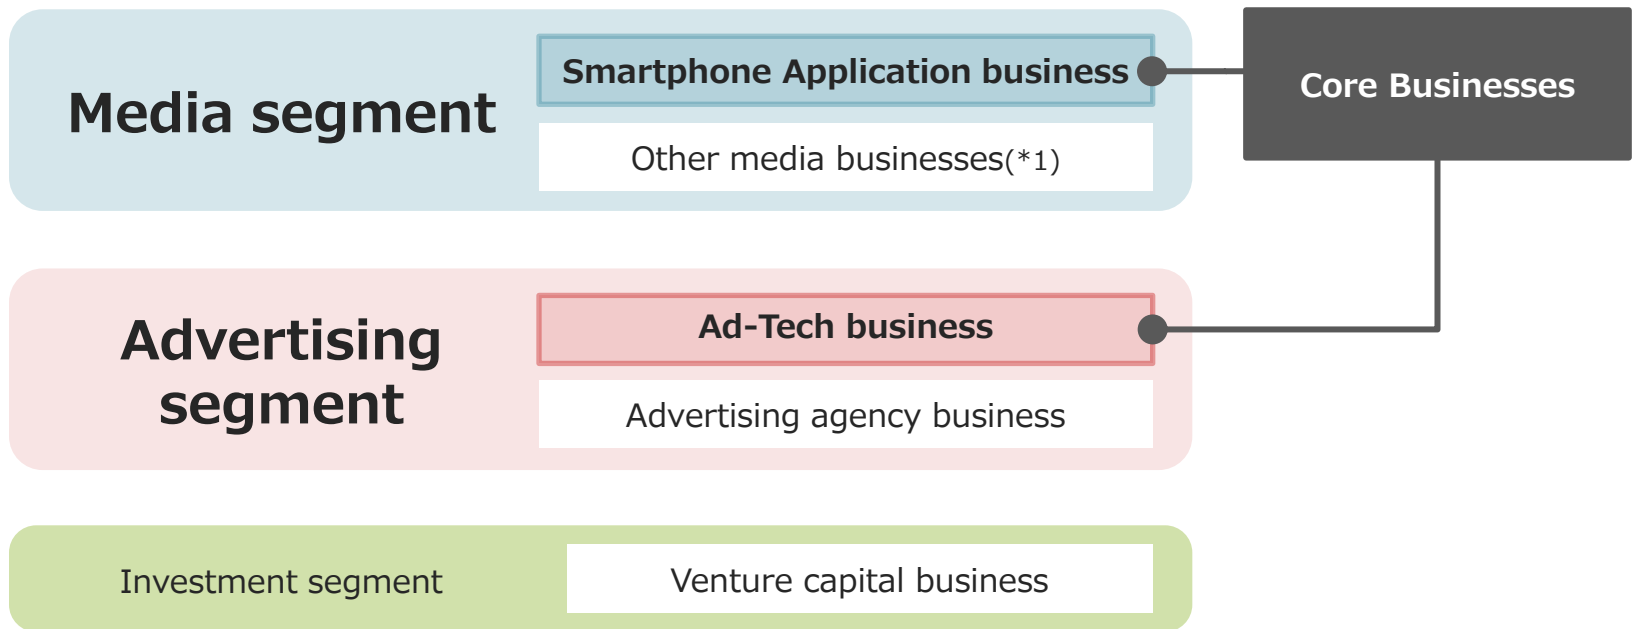 Media segment
Smartphone Application business
Other media businesses(*1)
Core Businesses
Advertising
segment
Ad-Tech business
Advertising agency business
Investment segment
Venture capital business